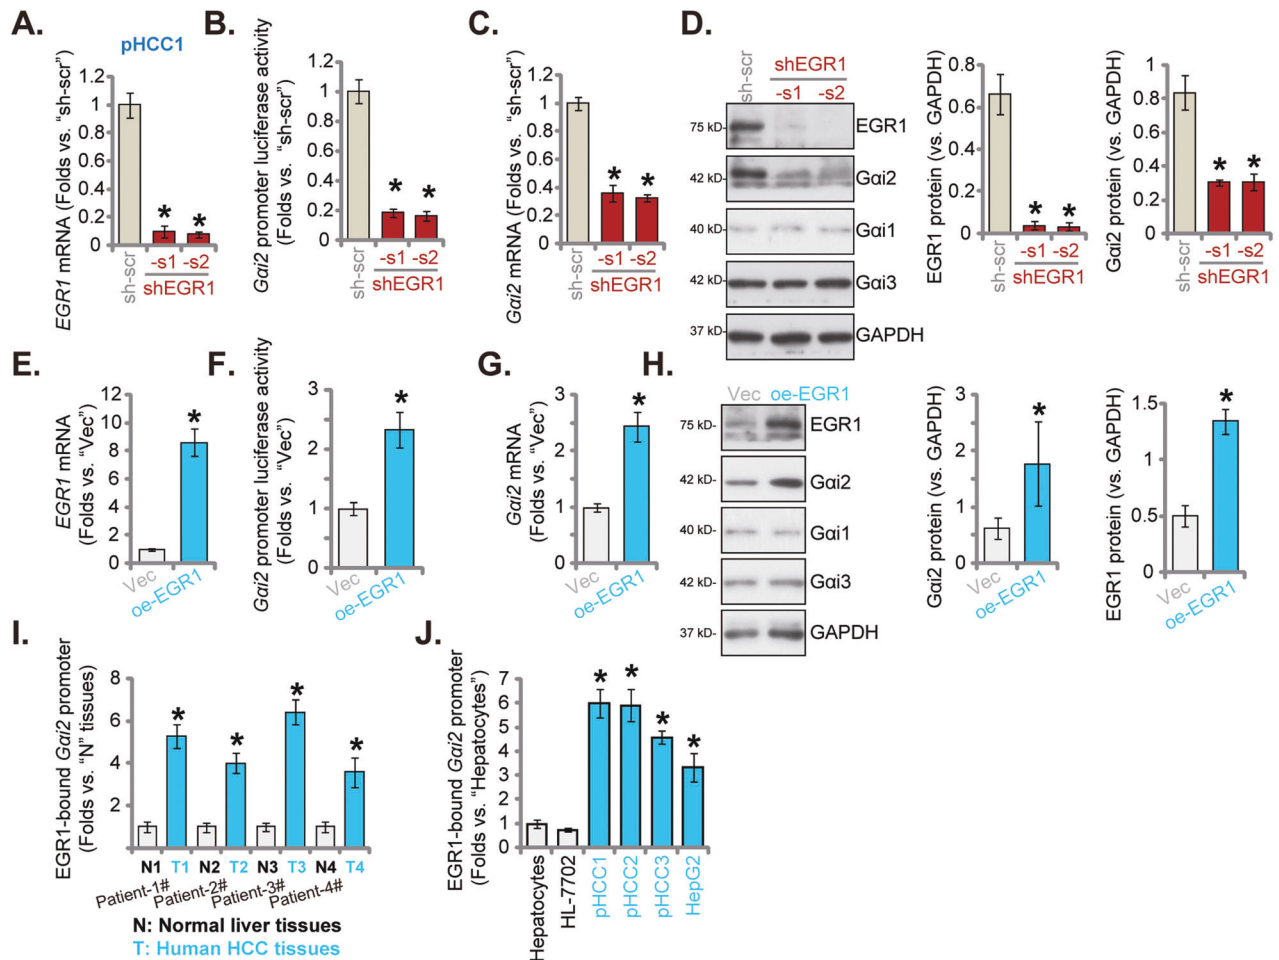 A.
pHCC1
EGR1 mRNA (Folds vs. “sh-scr”)
1.2
1
0.8
0.6
0.4
0.2
0
*
*
sh-scr
-s1 -s2
shEGR1
B.
Gαi2 promoter luciferase activity
(Folds vs. “sh-scr”)
1.2
1
0.8
0.6
0.4
0.2
0
*
*
sh-scr
-s1 -s2
shEGR1
C.
Gαi2 mRNA (Folds vs. “sh-scr”)
1.2
1
0.8
0.6
0.4
0.2
0
*
*
sh-scr
-s1 -s2
shEGR1
D.
sh-scr
shEGR1
-s1 -s2
75 kD-
EGR1
42 kD-
Gαi2
40 kD-
Gαi1
42 kD-
Gαi3
37 kD-
GAPDH
EGR1 protein (vs. GAPDH)
0.8
0.6
0.4
0.2
0
*
*
sh-scr
-s1 -s2
shEGR1
Gαi2 protein (vs. GAPDH)
1
0.8
0.6
0.4
0.2
0
*
*
sh-scr
-s1 -s2
shEGR1
E.
EGR1 mRNA
(Folds vs. “Vec”)
12
10
8
6
4
2
0
*
Vec
oe-EGR1
F.
Gαi2 promoter luciferase activity
(Folds vs. “Vec”)
3
2
1
0
*
Vec
oe-EGR1
G.
Gαi2 mRNA
(Folds vs. “Vec”)
3
2
1
0
*
Vec
oe-EGR1
H.
Vec oe-EGR1
75 kD-
EGR1
42 kD-
Gαi2
40 kD-
Gαi1
42 kD-
Gαi3
37 kD-
GAPDH
Gαi2 protein (vs. GAPDH)
3
2
1
0
*
Vec
oe-EGR1
EGR1 protein (vs. GAPDH)
1.5
1
0.5
0
*
Vec
oe-EGR1
I.
EGR1-bound Gαi2 promoter
(Folds vs. “N” tissues)
8
6
4
2
*
*
*
*
N1 T1 N2 T2 N3 T3 N4 T4
Patient-1# Patient-2# Patient-3# Patient-4#
N: Normal liver tissues
T: Human HCC tissues
J.
EGR1-bound Gαi2 promoter
(Folds vs. “Hepatocytes”)
7
6
5
4
3
2
1
0
*
*
*
*
Hepatocytes
HL-7702
pHCC1
pHCC2
pHCC3
HepG2